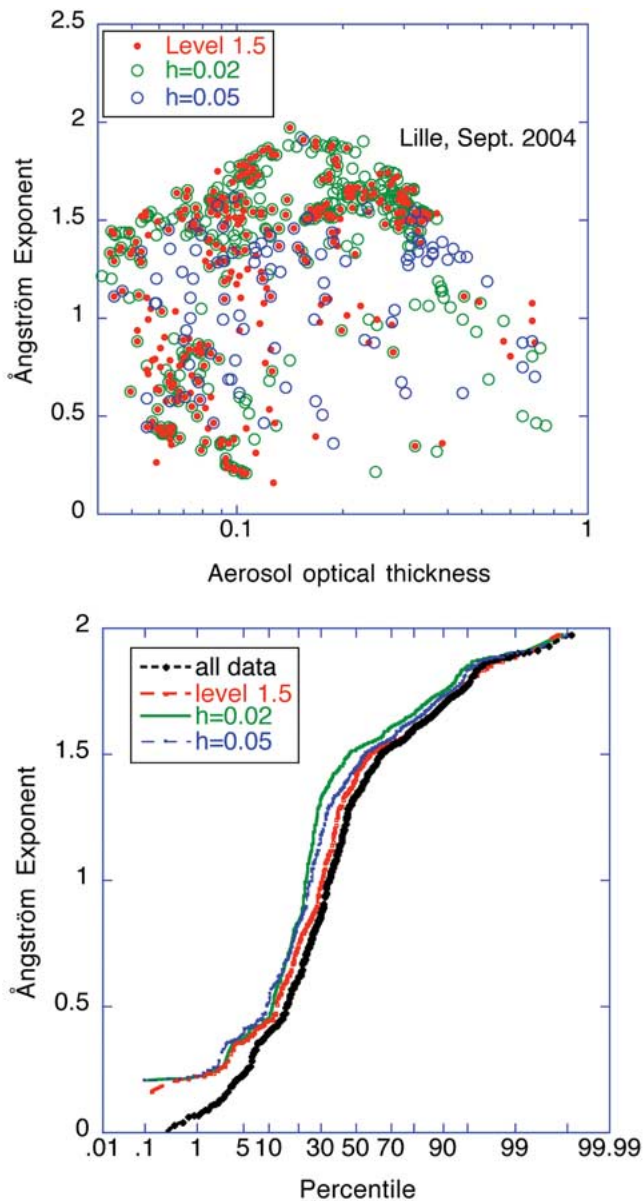 2.5
2
1.5
1
0.5
0
Ångström Exponent
Level 1.5
h=0.02
h=0.05
Lille, Sept. 2004
0.1 1
Aerosol optical thickness
2
1.5
1
0.5
0
Ångström Exponent
all data
level 1.5
h=0.02
h=0.05
.01 .1 1 5 10 30 50 70 90 99 99.99
Percentile